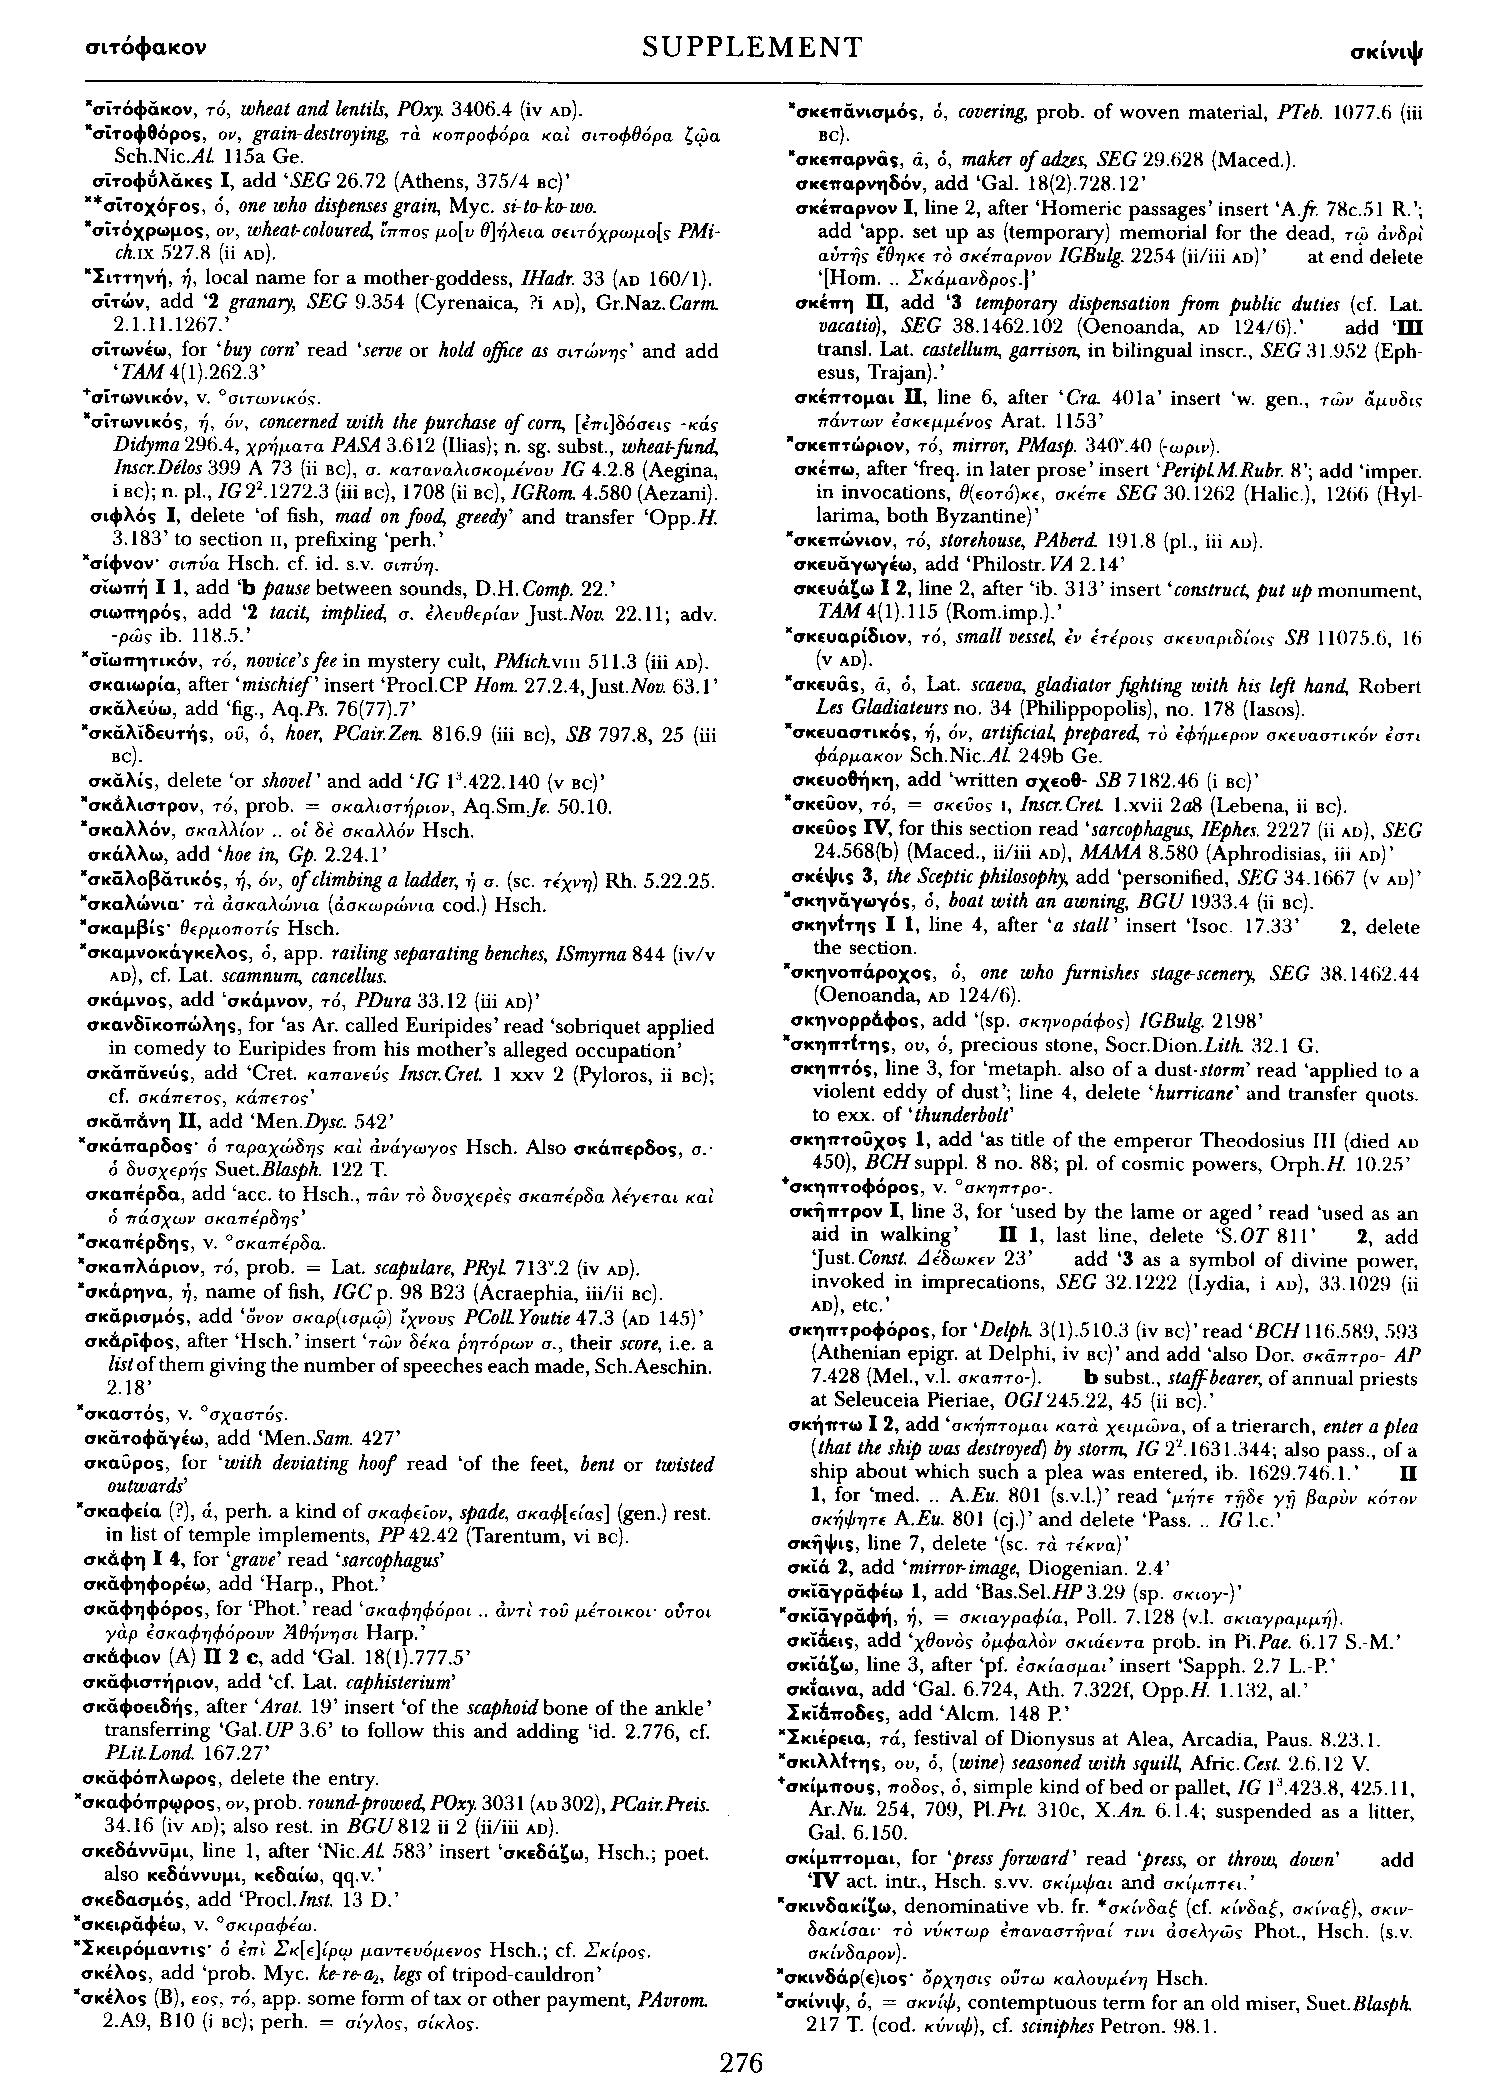 σιτόφακον
SUPPLEMENT
σκίνιψ
*σῑτόφᾰκον, τό, wheat and lentils, POxy. 3406.4 (iv AD).
*σῑτοφθόρος, ον, grain-destroying, τὰ κοπροφόρα καὶ σιτοφθόρα ζῷα
Sch.Nic.Al. 115a Ge.
σῑτοφῠ́λᾰκες I, add ‘SEG 26.72 (Athens, 375/4 BC)’
**σῑτοχόϝος, ὁ, one who dispenses grain, Myc. si-to-ko-wo.
*σῑτόχρωμος, ον, wheat-coloured, ἵππος μο[υ θ]ήλεια σειτόχρωμο[ς PMi-
ch.IX 527.8 (ii AD).
*Σιττηνή, ἡ, local name for a mother-goddess, IHadr. 33 (AD 160/1).
σῑτών, add ‘2 granary, SEG 9.354 (Cyrenaica, ?i AD), Gr.Naz.Carm.
2.1.11.1267.’
σῑτωνέω, for ‘buy corn’ read ‘serve or hold office as σιτώνης’ and add
‘TAM 4(1).262.3’
⁺σῑτωνικόν, v. °σιτωνικός.
*σῑτωνικός, ή, όν, concerned with the purchase of corn, [ἐπι]δόσεις -κάς
Didyma 296.4, χρήματα PASA 3.612 (Ilias); n. sg. subst., wheat-fund,
Inscr.Délos 399 A 73 (ii BC), σ. καταναλισκομένου IG 4.2.8 (Aegina,
i BC); n. pl., IG 2².1272.3 (iii BC), 1708 (ii BC), IGRom. 4.580 (Aezani).
σιφλός I, delete ‘of fish, mad on food, greedy’ and transfer ‘Opp.H.
3.183’ to section II, prefixing ‘perh.’
*σίφνον· σιπύα Hsch. cf. id. s.v. σιπύη.
σῐωπή I 1, add ‘b pause between sounds, D.H.Comp. 22.’
σιωπηρός, add ‘2 tacit, implied, σ. ἐλευθερίαν Just.Nov. 22.11; adv.
-ρῶς ib. 118.5.’
*σῐωπητικόν, τό, novice’s fee in mystery cult, PMich.VIII 511.3 (iii AD).
σκαιωρία, after ‘mischief’ insert ‘Procl.CP Hom. 27.2.4, Just.Nov. 63.1’
σκᾰλεύω, add ‘fig., Aq.Ps. 76(77).7’
*σκᾰλῐδευτής, οῦ, ὁ, hoer, PCair.Zen. 816.9 (iii BC), SB 797.8, 25 (iii
BC).
σκᾰλίς, delete ‘or shovel’ and add ‘IG 1³.422.140 (v BC)’
*σκάλιστρον, τό, prob. = σκαλιστήριον, Aq.Sm.Je. 50.10.
*σκαλλόν, σκαλλίον .. οἱ δὲ σκαλλόν Hsch.
σκάλλω, add ‘hoe in, Gp. 2.24.1’
*σκᾱλοβᾰτικός, ή, όν, of climbing a ladder, ἡ σ. (sc. τέχνη) Rh. 5.22.25.
*σκαλώνια· τὰ ἀσκαλώνια (ἀσκωρώνια cod.) Hsch.
*σκαμβίς· θερμοποτίς Hsch.
*σκαμνοκάγκελος, ὁ, app. railing separating benches, ISmyrna 844 (iv/v
AD), cf. Lat. scamnum, cancellus.
σκάμνος, add ‘σκάμνον, τό, PDura 33.12 (iii AD)’
σκανδῑκοπώλης, for ‘as Ar. called Euripides’ read ‘sobriquet applied
in comedy to Euripides from his mother’s alleged occupation’
σκᾰπᾰνεύς, add ‘Cret. καπανεύς Inscr.Cret. 1 xxv 2 (Pyloros, ii BC);
cf. σκάπετος, κάπετος’
σκᾰπᾰ́νη II, add ‘Men.Dysc. 542’
*σκάπαρδος· ὁ ταραχώδης καὶ ἀνάγωγος Hsch. Also σκάπερδος, σ.·
ὁ δυσχερής Suet.Blasph. 122 T.
σκαπέρδα, add ‘acc. to Hsch., πᾶν τὸ δυσχερὲς σκαπέρδα λέγεται καὶ
ὁ πάσχων σκαπέρδης’
*σκαπέρδης, v. °σκαπέρδα.
*σκαπλάριον, τό, prob. = Lat. scapulare, PRyl. 713ᵛ.2 (iv AD).
*σκάρηνα, ἡ, name of fish, IGC p. 98 B23 (Acraephia, iii/ii BC).
σκᾰρισμός, add ‘ὄνον σκαρ(ισμῷ) ἴχνους PColl.Youtie 47.3 (AD 145)’
σκᾰ́ρῑφος, after ‘Hsch.’ insert ‘τῶν δέκα ῥητόρων σ., their score, i.e. a
list of them giving the number of speeches each made, Sch.Aeschin.
2.18’
*σκαστός, v. °σχαστός.
σκᾰτοφᾰγέω, add ‘Men.Sam. 427’
σκαῦρος, for ‘with deviating hoof’ read ‘of the feet, bent or twisted
outwards’
*σκαφεία (?), ά, perh. a kind of σκαφεῖον, spade, σκαφ[είας] (gen.) rest.
in list of temple implements, PP 42.42 (Tarentum, vi BC).
σκᾰ́φη I 4, for ‘grave’ read ‘sarcophagus’
σκᾰφηφορέω, add ‘Harp., Phot.’
σκᾰφηφόρος, for ‘Phot.’ read ‘σκαφηφόροι .. ἀντὶ τοῦ μέτοικοι· οὗτοι
γὰρ ἐσκαφηφόρουν Ἀθήνησι Harp.’
σκᾰ́φιον (A) II 2 c, add ‘Gal. 18(1).777.5’
σκᾰφιστήριον, add ‘cf. Lat. caphisterium’
σκᾰφοειδής, after ‘Arat. 19’ insert ‘of the scaphoid bone of the ankle’
transferring ‘Gal.UP 3.6’ to follow this and adding ‘id. 2.776, cf.
PLit.Lond. 167.27’
σκᾰφόπλωρος, delete the entry.
*σκαφόπρῳρος, ον, prob. round-prowed, POxy. 3031 (AD 302), PCair.Preis.
34.16 (iv AD); also rest. in BGU 812 ii 2 (ii/iii AD).
σκεδάννῡμι, line 1, after ‘Nic.Al. 583’ insert ‘σκεδάζω, Hsch.; poet.
also κεδάννυμι, κεδαίω, qq.v.’
σκεδασμός, add ‘Procl.Inst. 13 D.’
*σκειρᾰφέω, v. °σκιραφέω.
*Σκειρόμαντις· ὁ ἐπὶ Σκ[ε]ίρῳ μαντευόμενος Hsch.; cf. Σκίρος.
σκέλος, add ‘prob. Myc. ke-re-a₂, legs of tripod-cauldron’
*σκέλος (B), εος, τό, app. some form of tax or other payment, PAvrom.
2.A9, B10 (i BC); perh. = σίγλος, σίκλος.
*σκεπᾰνισμός, ὁ, covering, prob. of woven material, PTeb. 1077.6 (iii
BC).
*σκεπαρνᾶς, ᾶ, ὁ, maker of adzes, SEG 29.628 (Maced.).
σκεπαρνηδόν, add ‘Gal. 18(2).728.12’
σκέπαρνον I, line 2, after ‘Homeric passages’ insert ‘A.fr. 78c.51 R.’;
add ‘app. set up as (temporary) memorial for the dead, τῷ ἀνδρὶ
αὐτῆς ἔθηκε τὸ σκέπαρνον IGBulg. 2254 (ii/iii AD)’ at end delete
‘[Hom. .. Σκάμανδρος.]’
σκέπη II, add ‘3 temporary dispensation from public duties (cf. Lat.
vacatio), SEG 38.1462.102 (Oenoanda, AD 124/6).’ add ‘III
transl. Lat. castellum, garrison, in bilingual inscr., SEG 31.952 (Eph-
esus, Trajan).’
σκέπτομαι II, line 6, after ‘Cra. 401a’ insert ‘w. gen., τῶν ἄμυδις
πάντων ἐσκεμμένος Arat. 1153’
*σκεπτώριον, τό, mirror, PMasp. 340ᵛ.40 (-ωριν).
σκέπω, after ‘freq. in later prose’ insert ‘Peripl.M.Rubr. 8’; add ‘imper.
in invocations, θ(εοτό)κε, σκέπε SEG 30.1262 (Halic.), 1266 (Hyl-
larima, both Byzantine)’
*σκεπώνιον, τό, storehouse, PAberd. 191.8 (pl., iii AD).
σκευᾰγωγέω, add ‘Philostr.VA 2.14’
σκευάζω I 2, line 2, after ‘ib. 313’ insert ‘construct, put up monument,
TAM 4(1).115 (Rom.imp.).’
*σκευαρίδιον, τό, small vessel, ἐν ἑτέροις σκευαριδίοις SB 11075.6, 16
(v AD).
*σκευᾶς, ᾶ, ὁ, Lat. scaeva, gladiator fighting with his left hand, Robert
Les Gladiateurs no. 34 (Philippopolis), no. 178 (Iasos).
*σκευαστικός, ή, όν, artificial, prepared, τὸ ἐφήμερον σκευαστικόν ἐστι
φάρμακον Sch.Nic.Al. 249b Ge.
σκευοθήκη, add ‘written σχεοθ- SB 7182.46 (i BC)’
*σκεῦον, τό, = σκεῦος I, Inscr.Cret. 1.xvii 2a8 (Lebena, ii BC).
σκεῦος IV, for this section read ‘sarcophagus, IEphes. 2227 (ii AD), SEG
24.568(b) (Maced., ii/iii AD), MAMA 8.580 (Aphrodisias, iii AD)’
σκέψις 3, the Sceptic philosophy, add ‘personified, SEG 34.1667 (v AD)’
*σκηνᾰγωγός, ὁ, boat with an awning, BGU 1933.4 (ii BC).
σκηνῑ́της I 1, line 4, after ‘a stall’ insert ‘Isoc. 17.33’ 2, delete
the section.
*σκηνοπάροχος, ὁ, one who furnishes stage-scenery, SEG 38.1462.44
(Oenoanda, AD 124/6).
σκηνορρᾰ́φος, add ‘(sp. σκηνοράφος) IGBulg. 2198’
*σκηπτῑ́της, ου, ὁ, precious stone, Socr.Dion.Lith. 32.1 G.
σκηπτός, line 3, for ‘metaph. also of a dust-storm’ read ‘applied to a
violent eddy of dust’; line 4, delete ‘hurricane’ and transfer quots.
to exx. of ‘thunderbolt’
σκηπτοῦχος 1, add ‘as title of the emperor Theodosius III (died AD
450), BCH suppl. 8 no. 88; pl. of cosmic powers, Orph.H. 10.25’
⁺σκηπτοφόρος, v. °σκηπτρο-.
σκῆπτρον I, line 3, for ‘used by the lame or aged’ read ‘used as an
aid in walking’ II 1, last line, delete ‘S.OT 811’ 2, add
‘Just.Const. Δέδωκεν 23’ add ‘3 as a symbol of divine power,
invoked in imprecations, SEG 32.1222 (Lydia, i AD), 33.1029 (ii
AD), etc.’
σκηπτροφόρος, for ‘Delph. 3(1).510.3 (iv BC)’ read ‘BCH 116.589, 593
(Athenian epigr. at Delphi, iv BC)’ and add ‘also Dor. σκᾶπτρο- AP
7.428 (Mel., v.l. σκαπτο-). b subst., staff-bearer, of annual priests
at Seleuceia Pieriae, OGI 245.22, 45 (ii BC).’
σκήπτω I 2, add ‘σκήπτομαι κατὰ χειμῶνα, of a trierarch, enter a plea
(that the ship was destroyed) by storm, IG 2².1631.344; also pass., of a
ship about which such a plea was entered, ib. 1629.746.1.’ II
1, for ‘med. .. A.Eu. 801 (s.v.l.)’ read ‘μήτε τῇδε γῇ βαρὺν κότον
σκήψητε A.Eu. 801 (cj.)’ and delete ‘Pass. .. IG l.c.’
σκῆψις, line 7, delete ‘(sc. τὰ τέκνα)’
σκῐά 2, add ‘mirror-image, Diogenian. 2.4’
σκῐᾱγρᾰφέω 1, add ‘Bas.Sel.HP 3.29 (sp. σκιογ-)’
*σκῐᾱγρᾰφή, ἡ, = σκιαγραφία, Poll. 7.128 (v.l. σκιαγραμμή).
σκῐᾱ́εις, add ‘χθονὸς ὀμφαλὸν σκιάεντα prob. in Pi.Pae. 6.17 S.-M.’
σκῐάζω, line 3, after ‘pf. ἐσκίασμαι’ insert ‘Sapph. 2.7 L.-P.’
σκῐ́αινα, add ‘Gal. 6.724, Ath. 7.322f, Opp.H. 1.132, al.’
Σκῐᾰ́ποδες, add ‘Alcm. 148 P.’
*Σκιέρεια, τά, festival of Dionysus at Alea, Arcadia, Paus. 8.23.1.
*σκιλλῑ́της, ου, ὁ, (wine) seasoned with squill, Afric.Cest. 2.6.12 V.
⁺σκίμπους, ποδος, ὁ, simple kind of bed or pallet, IG 1³.423.8, 425.11,
Ar.Nu. 254, 709, Pl.Prt. 310c, X.An. 6.1.4; suspended as a litter,
Gal. 6.150.
σκίμπτομαι, for ‘press forward’ read ‘press, or throw, down’ add
‘IV act. intr., Hsch. s.vv. σκίμψαι and σκίμπτει.’
*σκινδακίζω, denominative vb. fr. *σκίνδαξ (cf. κίνδαξ, σκίναξ), σκιν-
δακίσαι· τὸ νύκτωρ ἐπαναστῆναί τινι ἀσελγῶς Phot., Hsch. (s.v.
σκίνδαρον).
*σκινδάρ(ε)ιος· ὄρχησις οὕτω καλουμένη Hsch.
*σκίνιψ, ὁ, = σκνίψ, contemptuous term for an old miser, Suet.Blasph.
217 T. (cod. κύνιψ), cf. sciniphes Petron. 98.1.
276